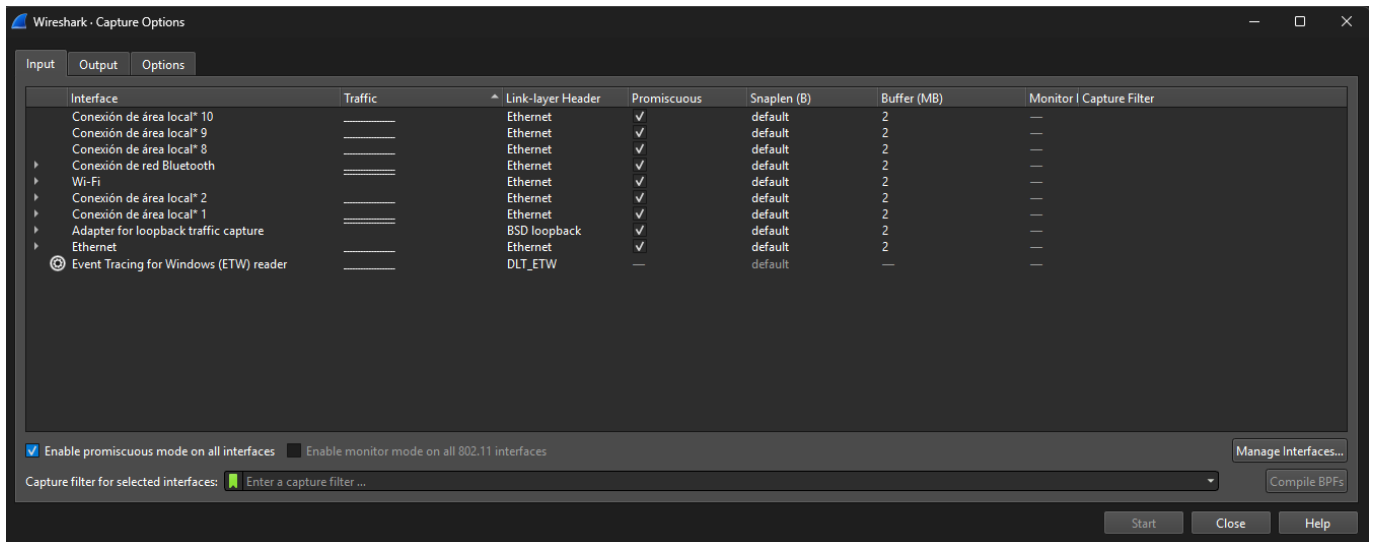 Wireshark · Capture Options
Input Output Options
Interface Traffic Link-layer Header Promiscuous Snaplen (B) Buffer (MB) Monitor | Capture Filter
Conexión de área local* 10 Ethernet default 2 —
Conexión de área local* 9 Ethernet default 2 —
Conexión de área local* 8 Ethernet default 2 —
Conexión de red Bluetooth Ethernet default 2 —
Wi-Fi Ethernet default 2 —
Conexión de área local* 2 Ethernet default 2 —
Conexión de área local* 1 Ethernet default 2 —
Adapter for loopback traffic capture BSD loopback default 2 —
Ethernet Ethernet default 2 —
Event Tracing for Windows (ETW) reader DLT_ETW — default — —
Enable promiscuous mode on all interfaces Enable monitor mode on all 802.11 interfaces Manage Interfaces...
Capture filter for selected interfaces: Enter a capture filter ... Compile BPFs
Start Close Help